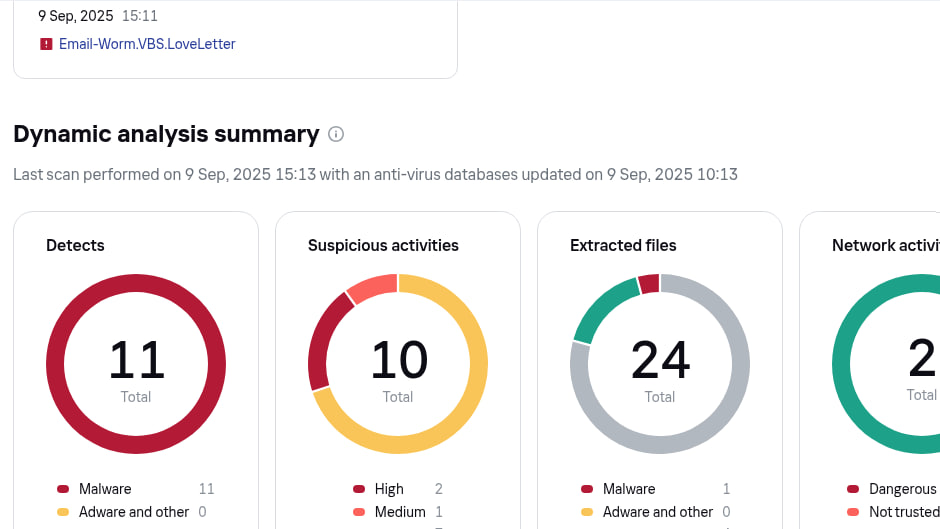 9 Sep, 2025 15:11
Email-Worm.VBS.LoveLetter
Dynamic analysis summary
Last scan performed on 9 Sep, 2025 15:13 with an anti-virus databases updated on 9 Sep, 2025 10:13
Detects
11
Total
Malware 11
Adware and other 0
Suspicious activities
10
Total
High 2
Medium 1
Extracted files
24
Total
Malware 1
Adware and other 0
Network
2
Total
Dangerous
Not trusted